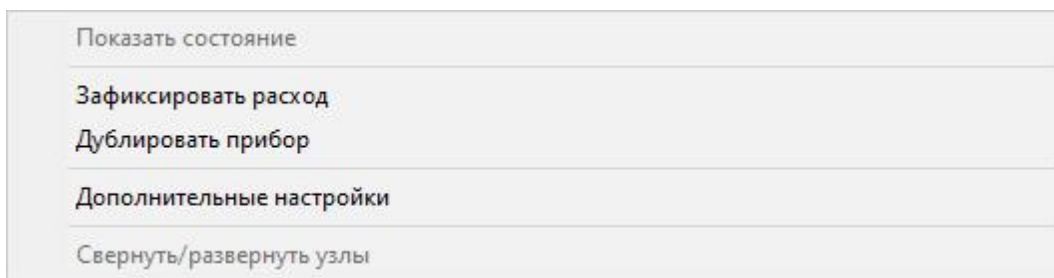 Показать состояние
Зафиксировать расход
Дублировать прибор
Дополнительные настройки
Свернуть/развернуть узлы